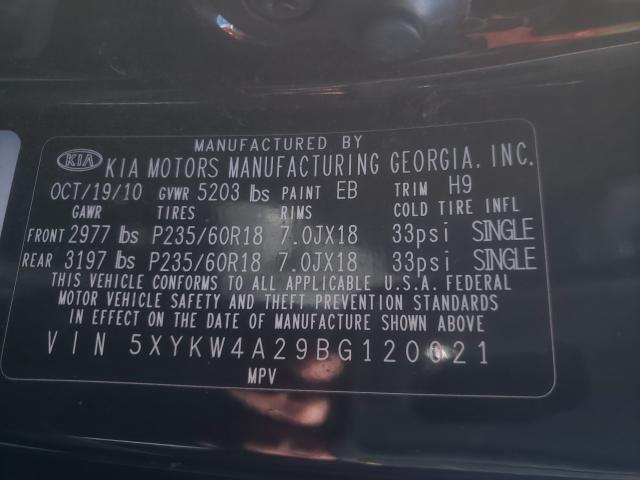 MANUFACTURED BY
KIA KIA MOTORS MANUFACTURING GEORGIA, INC.
OCT/19/10 GVWR 5203 lbs PAINT EB TRIM H9
GAWR TIRES RIMS COLD TIRE INFL
FRONT 2977 lbs P235/60R18 7.0JX18 33psi SINGLE
REAR 3197 lbs P235/60R18 7.0JX18 33psi SINGLE
THIS VEHICLE CONFORMS TO ALL APPLICABLE U.S.A. FEDERAL
MOTOR VEHICLE SAFETY AND THEFT PREVENTION STANDARDS
IN EFFECT ON THE DATE OF MANUFACTURE SHOWN ABOVE
VIN 5XYKW4A29BG120021
MPV